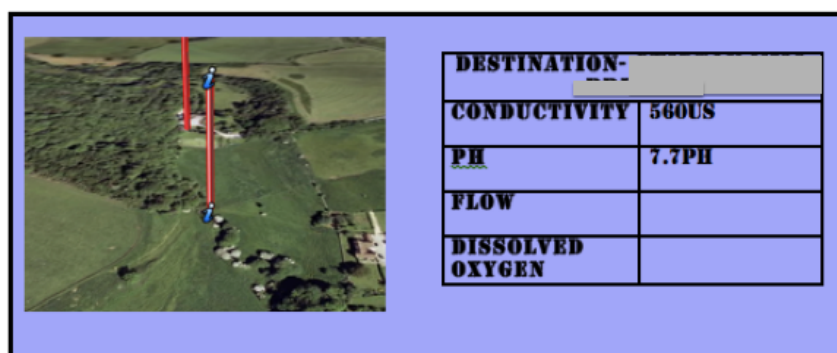 DESTINATION-
CONDUCTIVITY 560US
PH 7.7PH
FLOW
DISSOLVED
OXYGEN